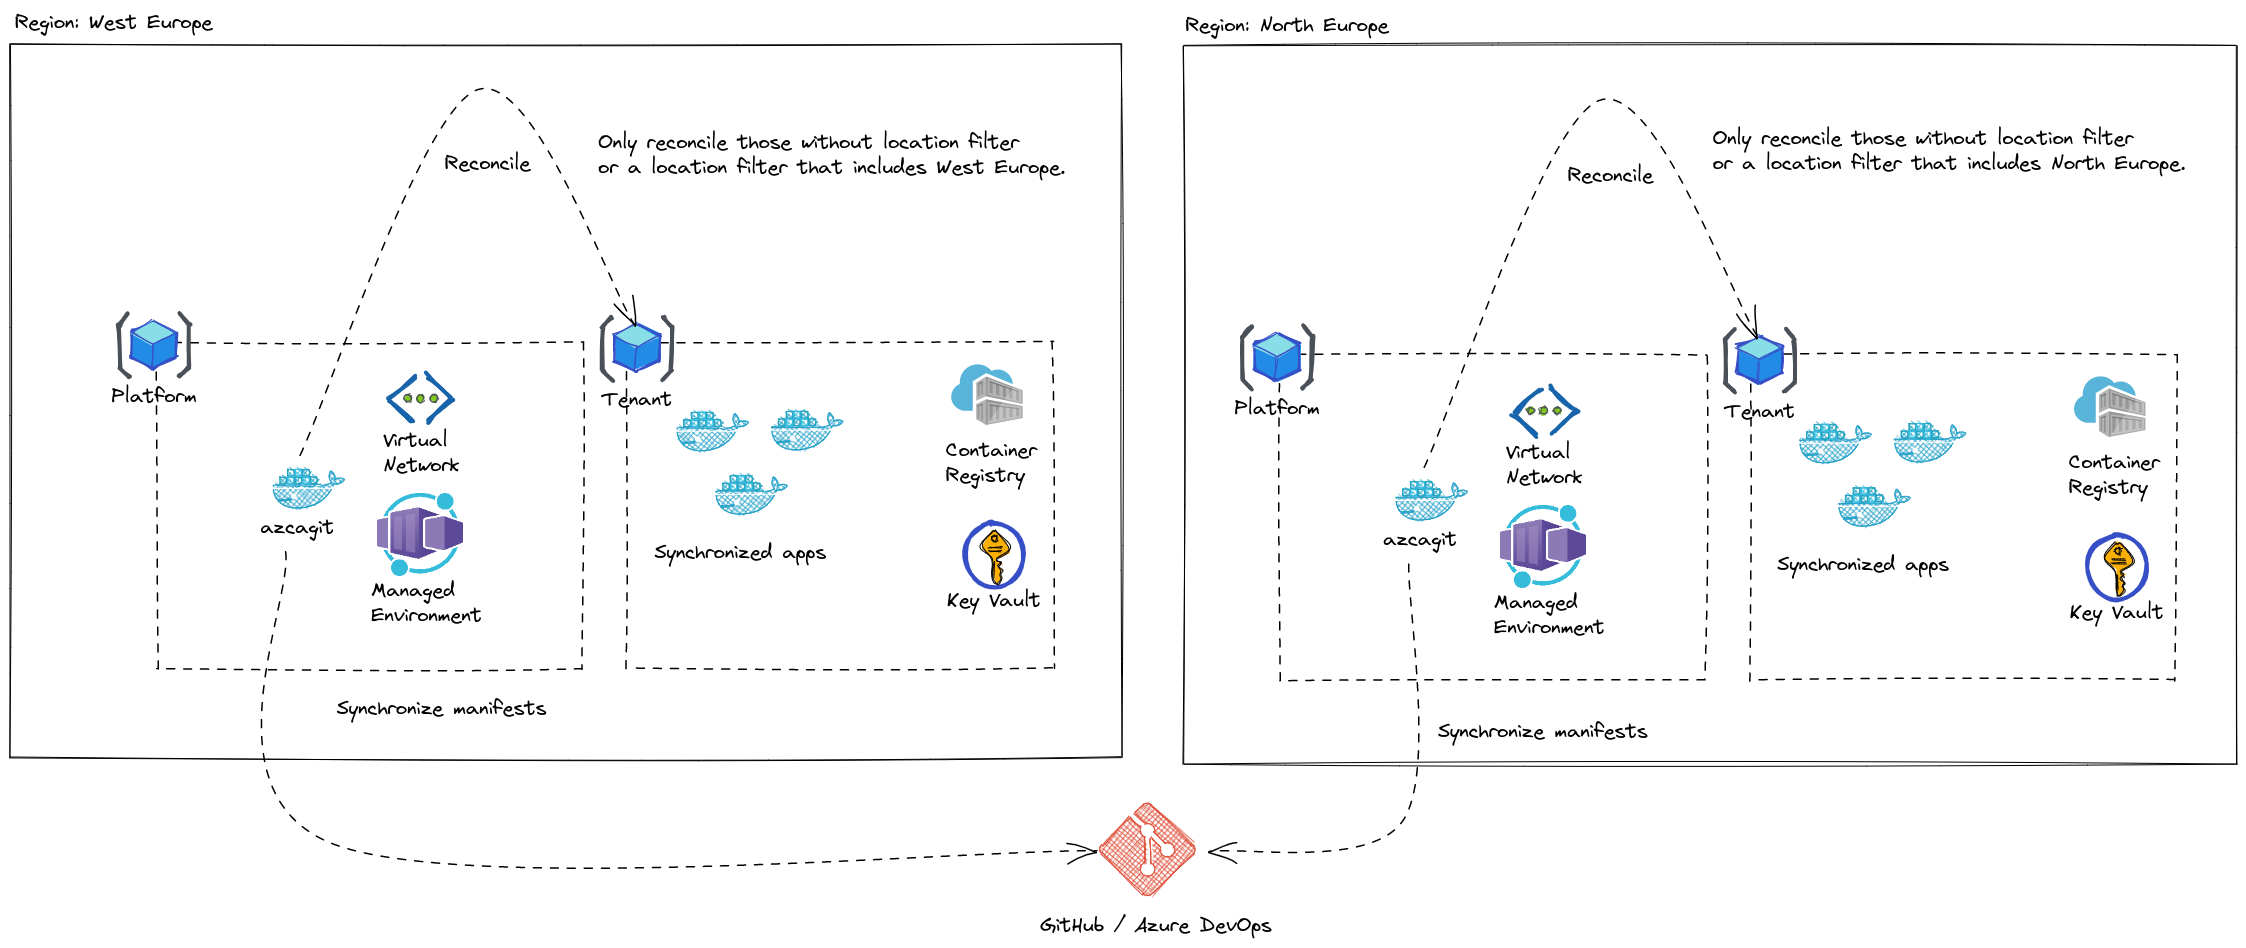 Region: West Europe
Reconcile
Only reconcile those without location filter
or a location filter that includes West Europe.
Platform
azcagit
Virtual
Network
Managed
Environment
Tenant
Synchronized apps
Container
Registry
Key Vault
Synchronize manifests
Region: North Europe
Reconcile
Only reconcile those without location filter
or a location filter that includes North Europe.
Platform
azcagit
Virtual
Network
Managed
Environment
Tenant
Synchronized apps
Container
Registry
Key Vault
Synchronize manifests
GitHub / Azure DevOps